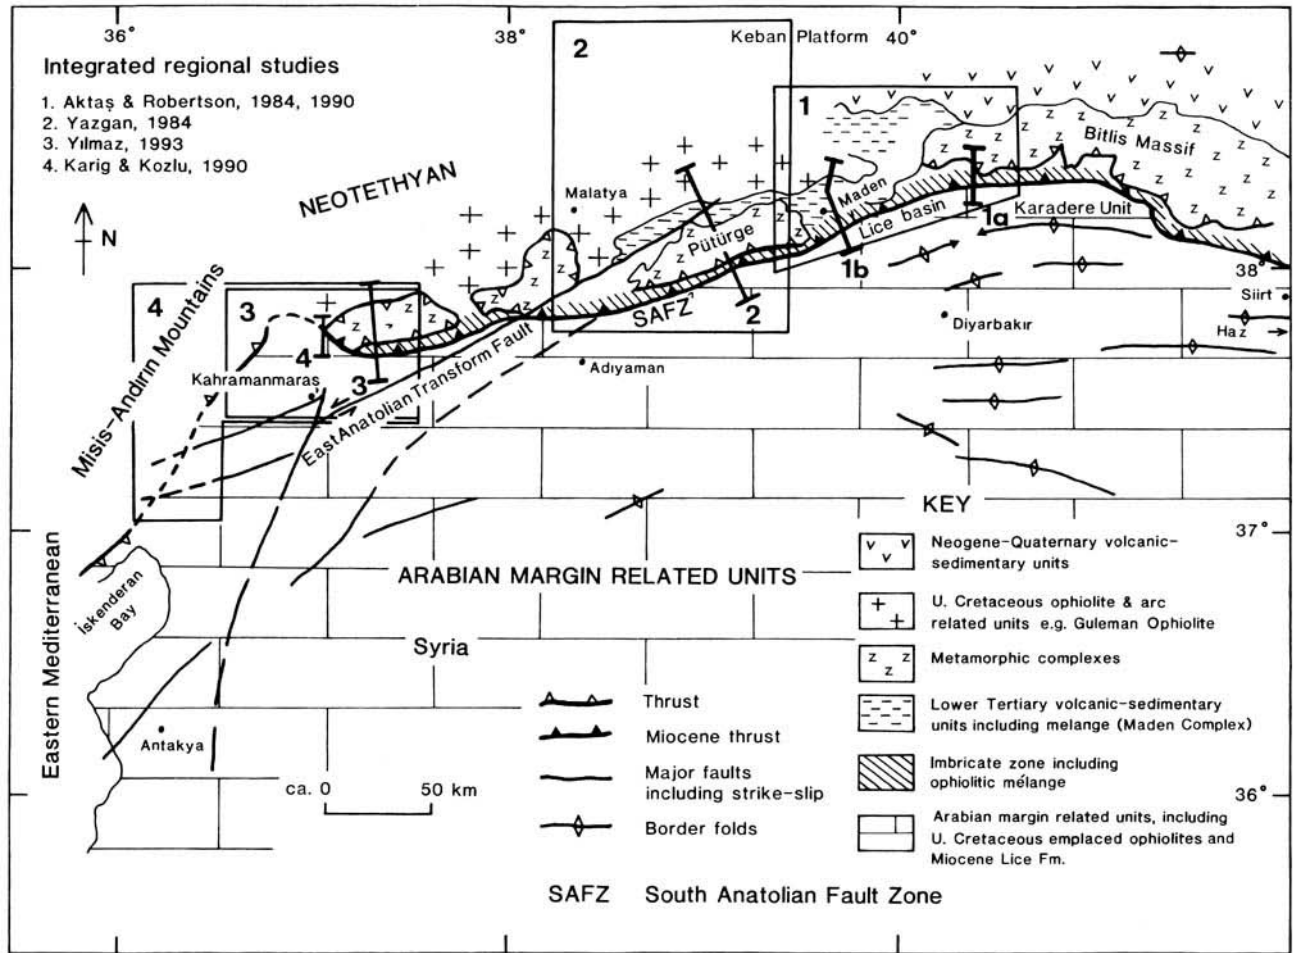 36°
38°
40°
Keban Platform
Integrated regional studies
1. Aktaş & Robertson, 1984, 1990
2. Yazgan, 1984
3. Yılmaz, 1993
4. Karig & Kozlu, 1990
N
NEOTETHYAN
2
1
Bitlis Massif
Malatya
Maden
Pütürge
Lice basin
1a
Karadere Unit
1b
38°
Siirt
Haz
SAFZ
2
Diyarbakır
4
3
4
Kahramanmaras
3
Adıyaman
East Anatolian Transform Fault
Misis-Andırın Mountains
Eastern Mediterranean
İskenderan
Bay
ARABIAN MARGIN RELATED UNITS
Syria
Antakya
37°
36°
KEY
Neogene-Quaternary volcanic-
sedimentary units
U. Cretaceous ophiolite & arc
related units e.g. Guleman Ophiolite
Metamorphic complexes
Lower Tertiary volcanic-sedimentary
units including melange (Maden Complex)
Imbricate zone including
ophiolitic mélange
Arabian margin related units, including
U. Cretaceous emplaced ophiolites and
Miocene Lice Fm.
Thrust
Miocene thrust
Major faults
including strike-slip
Border folds
ca. 0 50 km
SAFZ South Anatolian Fault Zone